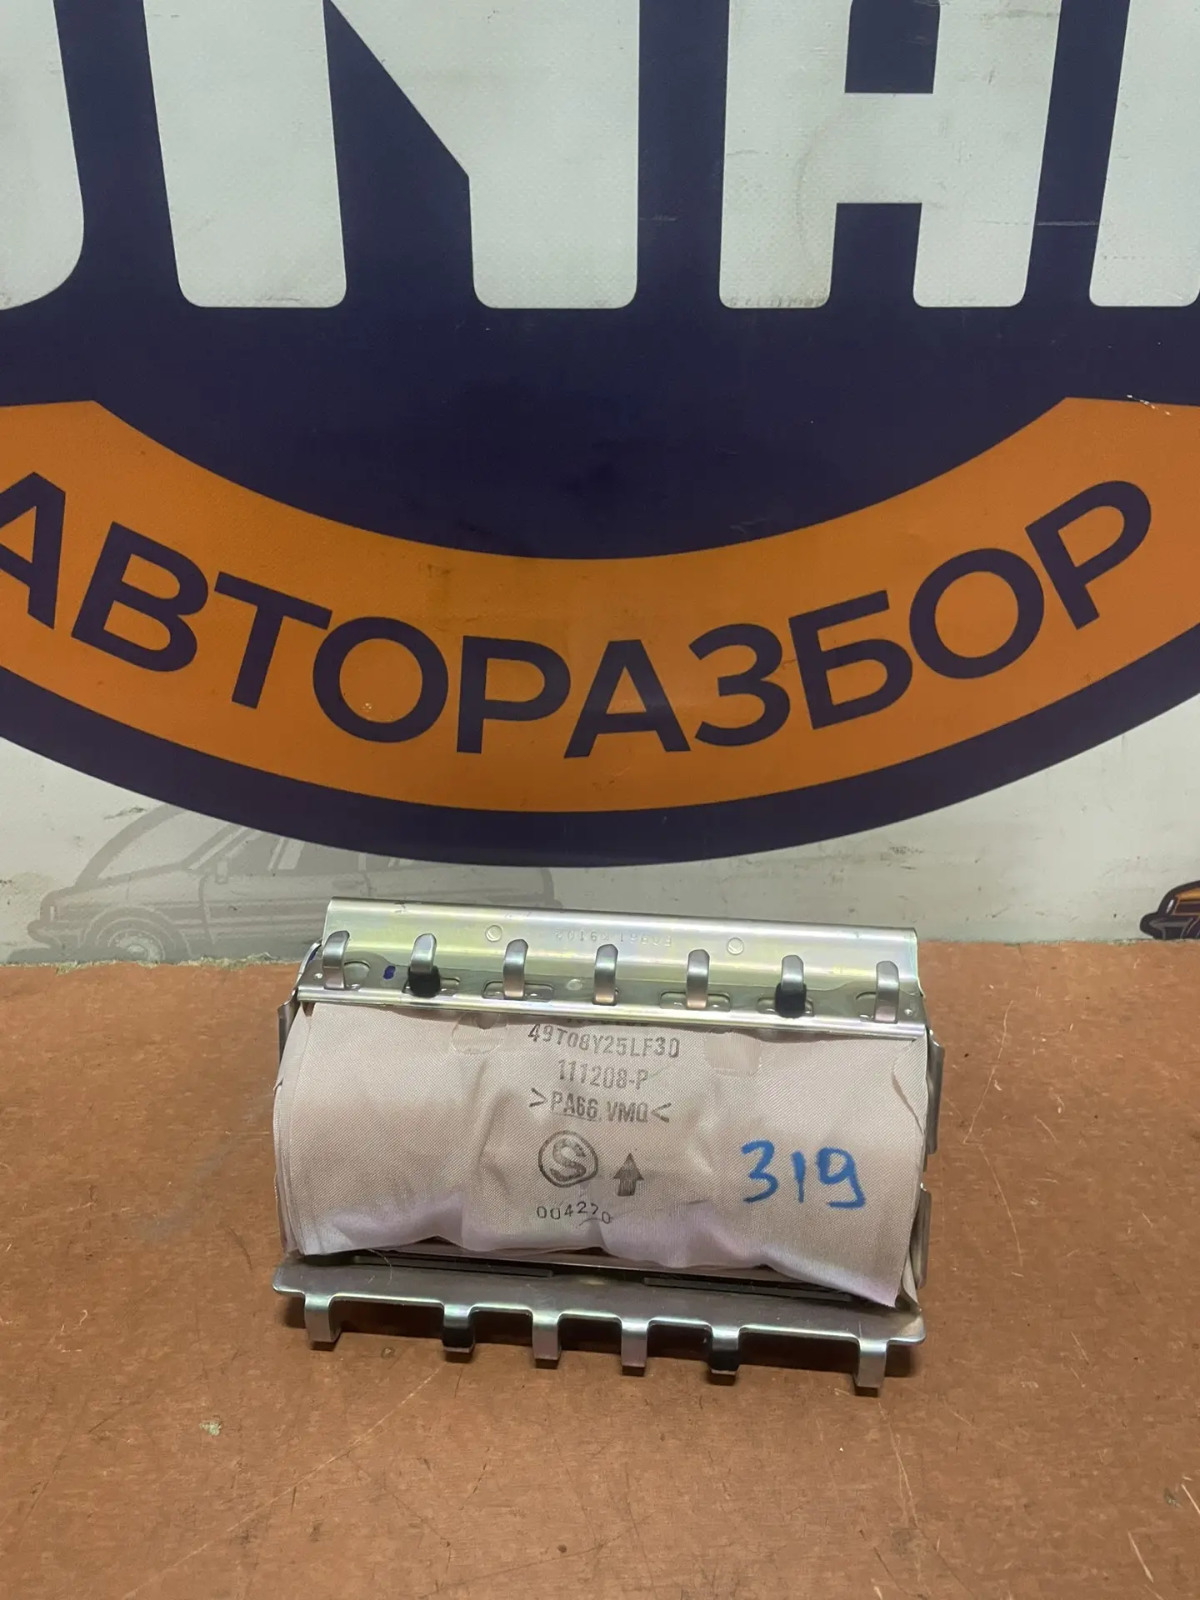 АВТОРАЗБОР
49T08Y25LF30
111208-P
>PA66.VMQ<
S
004270
319